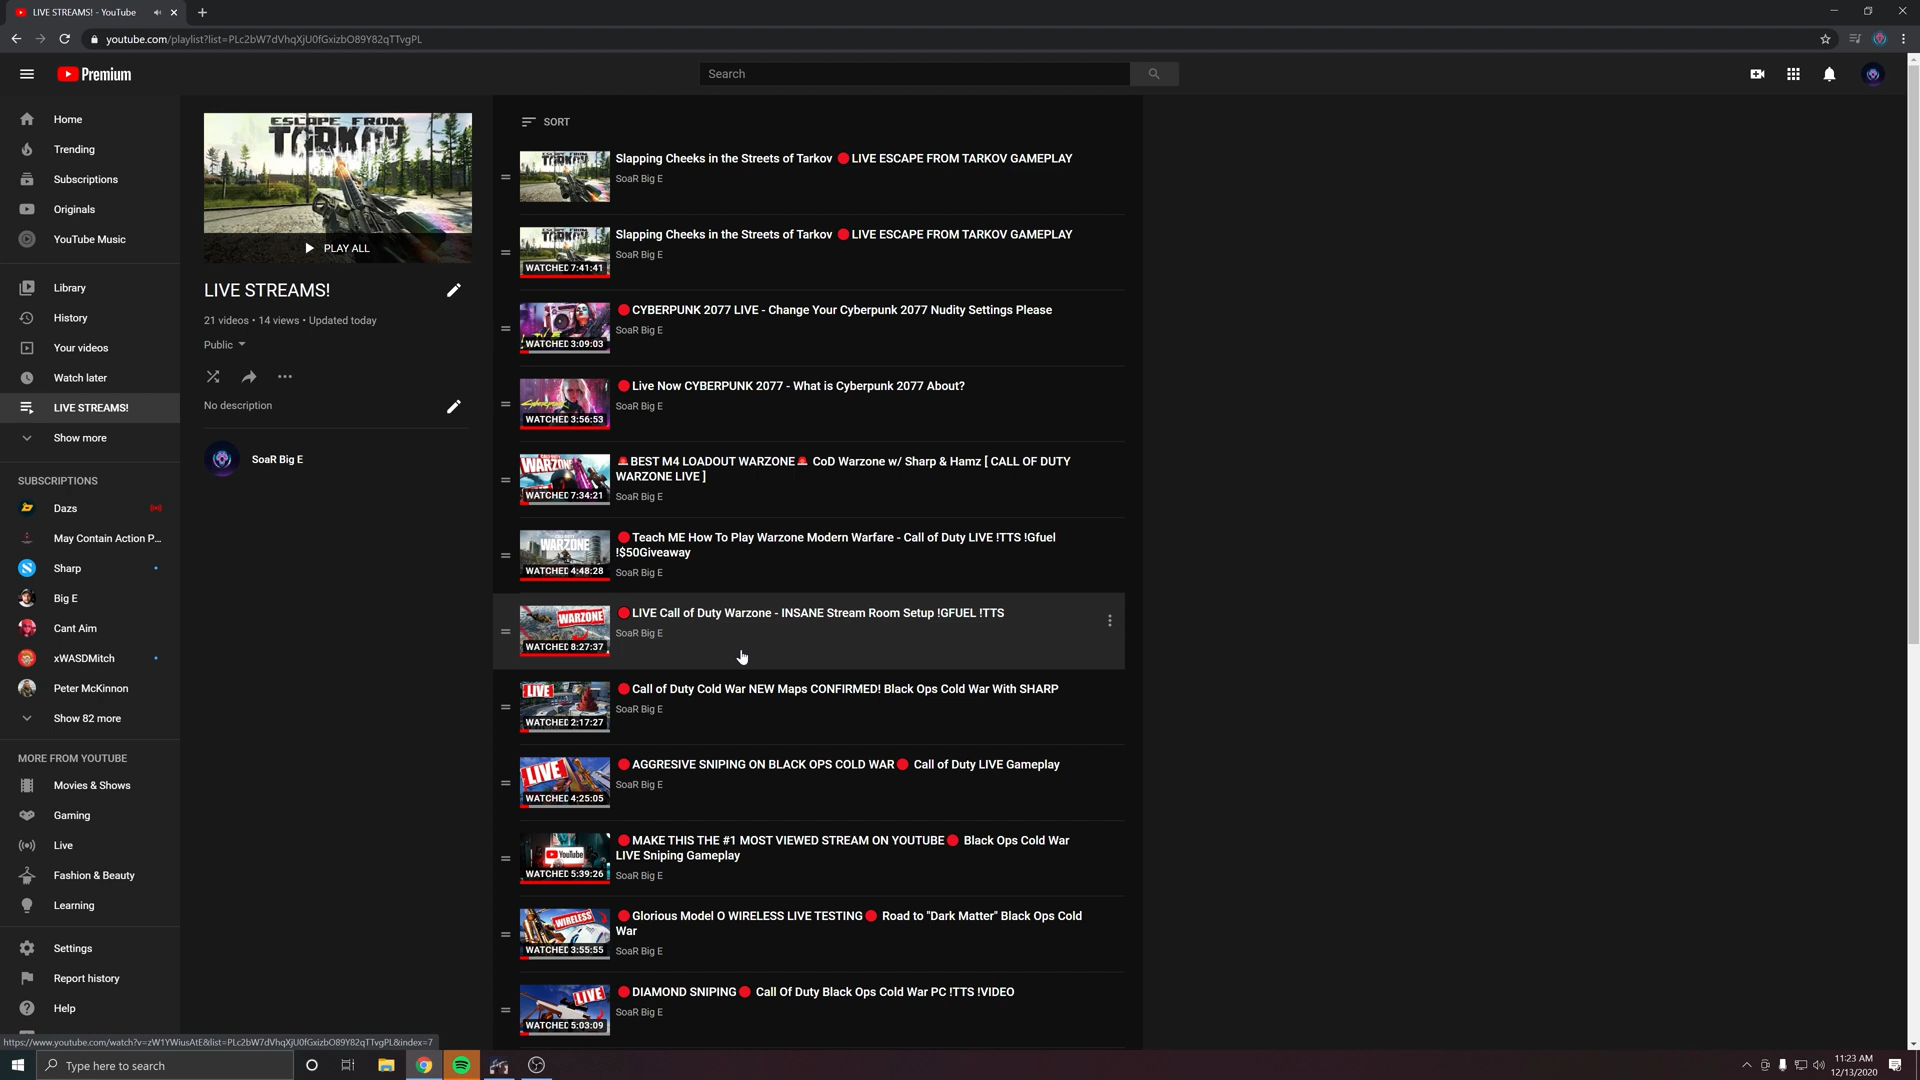 LIVE STREAMS! - YouTube
youtube.com/playlist?list=PLc2bW7dVhqXjU0fGxizbO89Y82qTTvgPL
Premium
Search
Home
Trending
Subscriptions
Originals
YouTube Music
Library
History
Your videos
Watch later
LIVE STREAMS!
Show more
SUBSCRIPTIONS
Dazs
May Contain Action P...
Sharp
Big E
Cant Aim
xWASDMitch
Peter McKinnon
Show 82 more
MORE FROM YOUTUBE
Movies & Shows
Gaming
Live
Fashion & Beauty
Learning
Settings
Report history
Help
ESCAPE FROM
TARKOV
PLAY ALL
LIVE STREAMS!
21 videos • 14 views • Updated today
Public
No description
SoaR Big E
SORT
Slapping Cheeks in the Streets of Tarkov 🔴LIVE ESCAPE FROM TARKOV GAMEPLAY
SoaR Big E
Slapping Cheeks in the Streets of Tarkov 🔴LIVE ESCAPE FROM TARKOV GAMEPLAY
SoaR Big E
WATCHED 7:41:41
🔴CYBERPUNK 2077 LIVE - Change Your Cyberpunk 2077 Nudity Settings Please
SoaR Big E
WATCHED 3:09:03
🔴Live Now CYBERPUNK 2077 - What is Cyberpunk 2077 About?
SoaR Big E
WATCHED 3:56:53
🚨BEST M4 LOADOUT WARZONE🚨 CoD Warzone w/ Sharp & Hamz [ CALL OF DUTY
WARZONE LIVE ]
SoaR Big E
WARZONE
WATCHED 7:34:21
🔴Teach ME How To Play Warzone Modern Warfare - Call of Duty LIVE !TTS !Gfuel
!$50Giveaway
SoaR Big E
WARZONE
WATCHED 4:48:28
🔴LIVE Call of Duty Warzone - INSANE Stream Room Setup !GFUEL !TTS
SoaR Big E
WARZONE
WATCHED 8:27:37
🔴Call of Duty Cold War NEW Maps CONFIRMED! Black Ops Cold War With SHARP
SoaR Big E
LIVE
WATCHED 2:17:27
🔴AGGRESIVE SNIPING ON BLACK OPS COLD WAR🔴 Call of Duty LIVE Gameplay
SoaR Big E
LIVE
WATCHED 4:25:05
🔴MAKE THIS THE #1 MOST VIEWED STREAM ON YOUTUBE🔴 Black Ops Cold War
LIVE Sniping Gameplay
SoaR Big E
YouTube
WATCHED 5:39:26
🔴Glorious Model O WIRELESS LIVE TESTING🔴 Road to "Dark Matter" Black Ops Cold
War
SoaR Big E
WIRELESS
WATCHED 3:55:55
🔴DIAMOND SNIPING🔴 Call Of Duty Black Ops Cold War PC !TTS !VIDEO
SoaR Big E
LIVE
WATCHED 5:03:09
https://www.youtube.com/watch?v=zW1YWiusAtE&list=PLc2bW7dVhqXjU0fGxizbO89Y82qTTvgPL&index=7
Type here to search
11:23 AM
12/13/2020